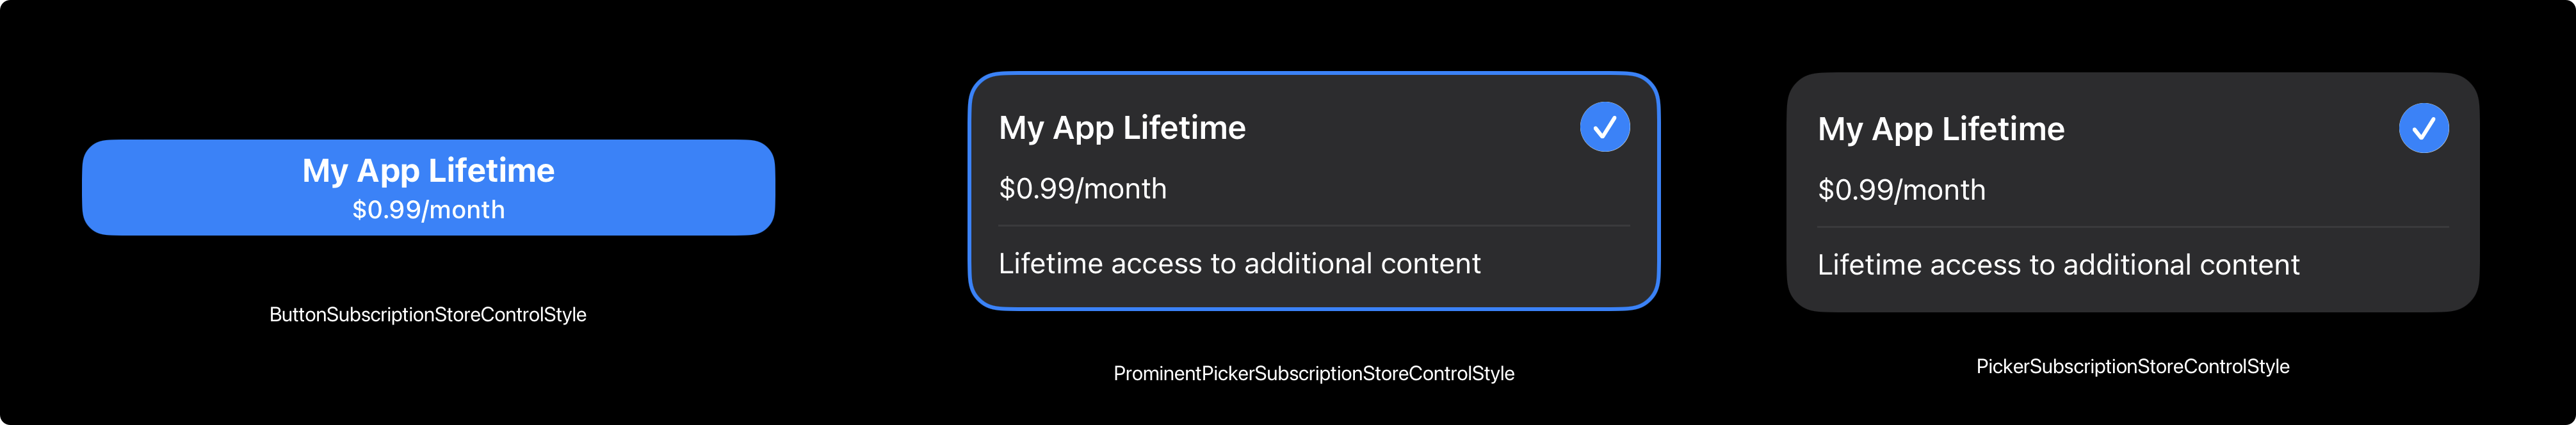 My App Lifetime
$0.99/month
ButtonSubscriptionStoreControlStyle
My App Lifetime
$0.99/month
Lifetime access to additional content
ProminentPickerSubscriptionStoreControlStyle
My App Lifetime
$0.99/month
Lifetime access to additional content
PickerSubscriptionStoreControlStyle